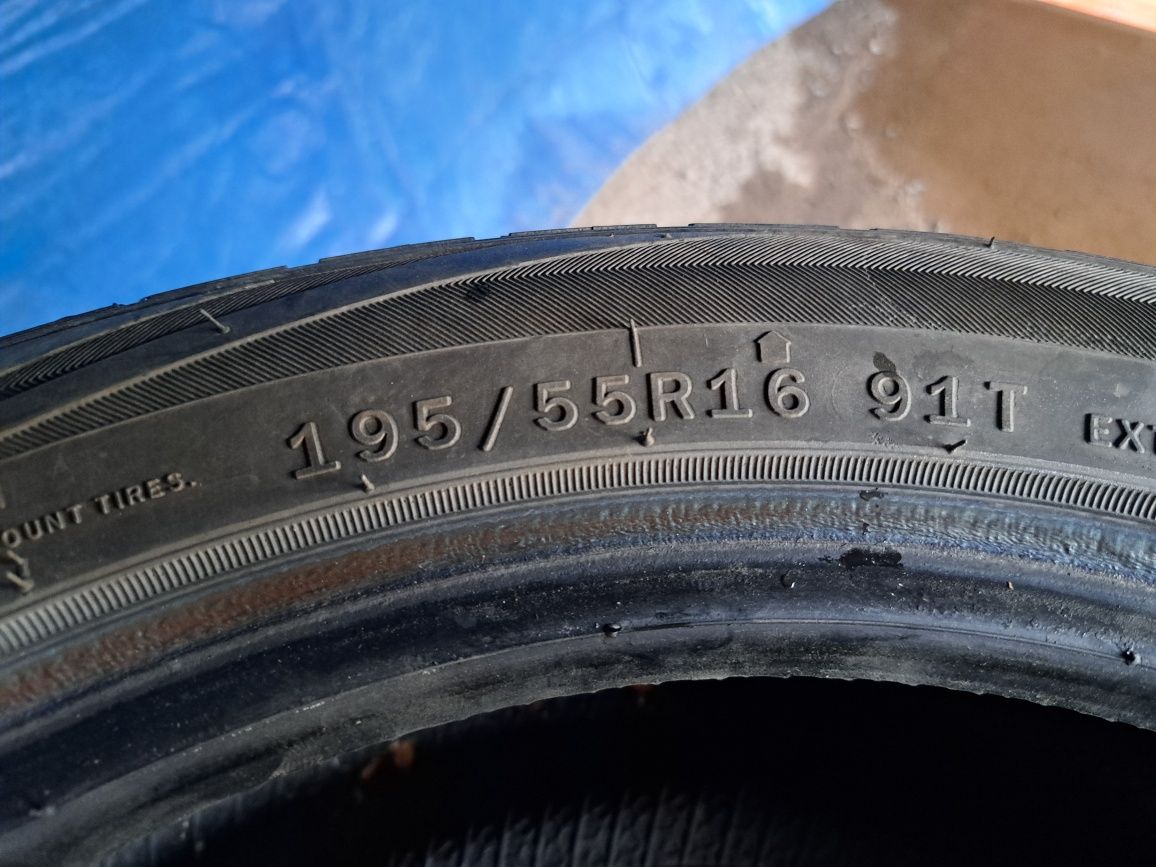 OUNT TIRES.
195/55R16 91T
EXT